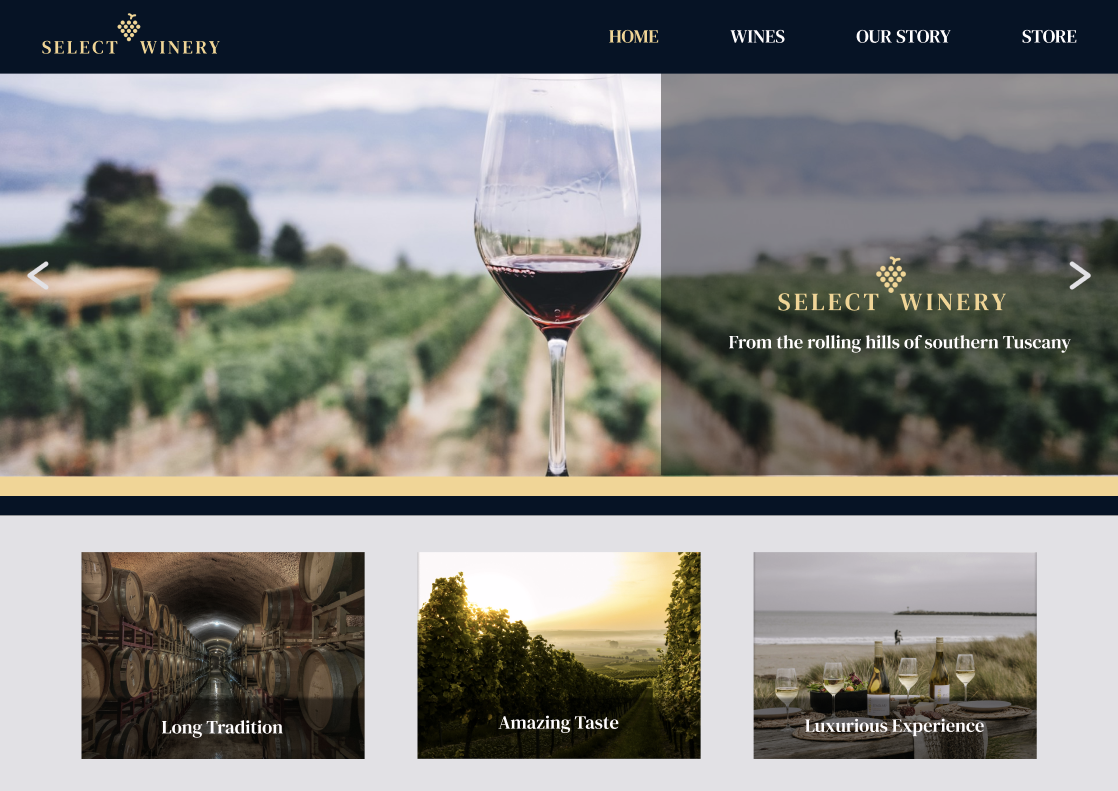 SELECT WINERY
HOME WINES OUR STORY STORE
SELECT WINERY
From the rolling hills of southern Tuscany
Long Tradition
Amazing Taste
Luxurious Experience